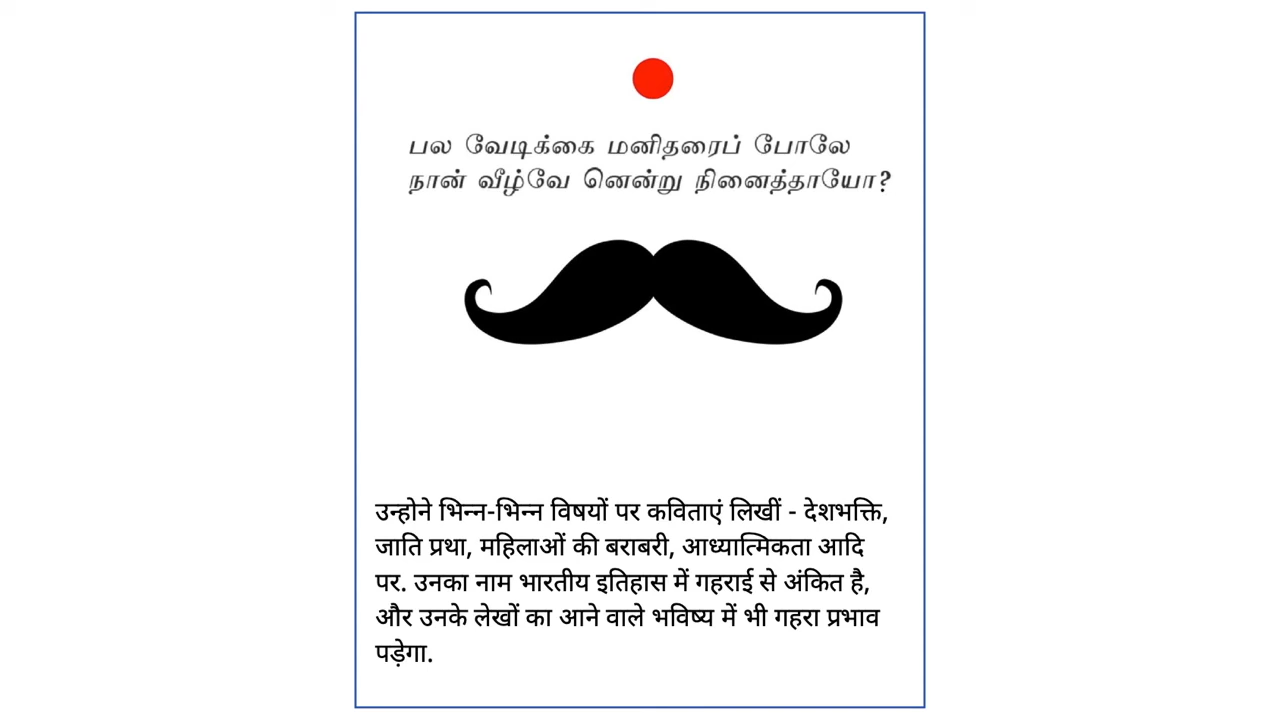 பல வேடிக்கை மனிதரைப் போலே
நான் வீழ்வே னென்று நினைத்தாயோ?
उन्होने भिन्न-भिन्न विषयों पर कविताएं लिखीं - देशभक्ति,
जाति प्रथा, महिलाओं की बराबरी, आध्यात्मिकता आदि
पर. उनका नाम भारतीय इतिहास में गहराई से अंकित है,
और उनके लेखों का आने वाले भविष्य में भी गहरा प्रभाव
पड़ेगा.